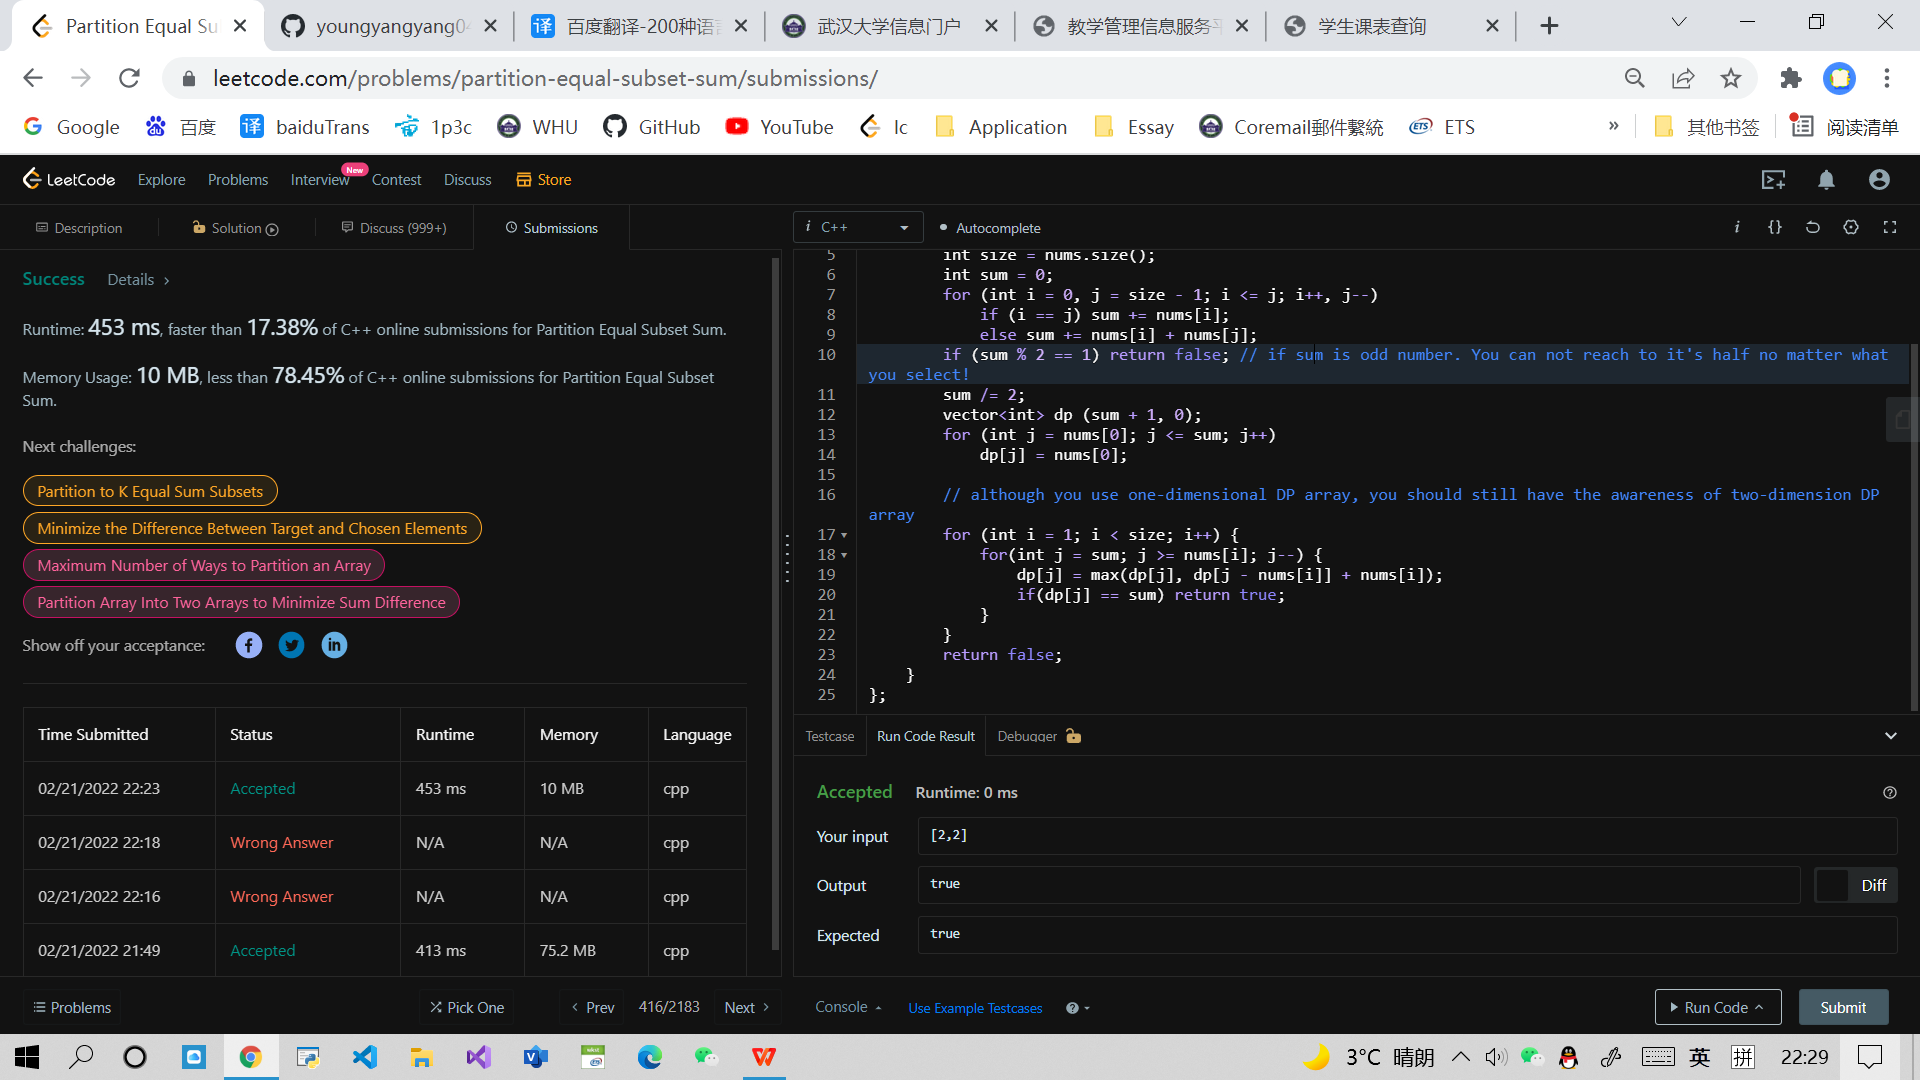 Partition Equal Su
youngyangyang04
百度翻译-200种语言
武汉大学信息门户
教学管理信息服务平
学生课表查询
leetcode.com/problems/partition-equal-subset-sum/submissions/
Google
百度
baiduTrans
1p3c
WHU
GitHub
YouTube
lc
Application
Essay
Coremail郵件繫統
ETS
»
其他书签
阅读清单
LeetCode
Explore
Problems
Interview
New
Contest
Discuss
Store
Description
Solution
Discuss (999+)
Submissions
i C++
Autocomplete
Success
Details
Runtime: 453 ms, faster than 17.38% of C++ online submissions for Partition Equal Subset Sum.
Memory Usage: 10 MB, less than 78.45% of C++ online submissions for Partition Equal Subset
Sum.
Next challenges:
Partition to K Equal Sum Subsets
Minimize the Difference Between Target and Chosen Elements
Maximum Number of Ways to Partition an Array
Partition Array Into Two Arrays to Minimize Sum Difference
Show off your acceptance:
Time Submitted Status Runtime Memory Language
02/21/2022 22:23 Accepted 453 ms 10 MB cpp
02/21/2022 22:18 Wrong Answer N/A N/A cpp
02/21/2022 22:16 Wrong Answer N/A N/A cpp
02/21/2022 21:49 Accepted 413 ms 75.2 MB cpp
5 int size = nums.size();
6 int sum = 0;
7 for (int i = 0, j = size - 1; i <= j; i++, j--)
8 if (i == j) sum += nums[i];
9 else sum += nums[i] + nums[j];
10 if (sum % 2 == 1) return false; // if sum is odd number. You can not reach to it's half no matter what
you select!
11 sum /= 2;
12 vector<int> dp (sum + 1, 0);
13 for (int j = nums[0]; j <= sum; j++)
14 dp[j] = nums[0];
15
16 // although you use one-dimensional DP array, you should still have the awareness of two-dimension DP
array
17 for (int i = 1; i < size; i++) {
18 for(int j = sum; j >= nums[i]; j--) {
19 dp[j] = max(dp[j], dp[j - nums[i]] + nums[i]);
20 if(dp[j] == sum) return true;
21 }
22 }
23 return false;
24 }
25 };
Testcase
Run Code Result
Debugger
Accepted Runtime: 0 ms
Your input [2,2]
Output true
Diff
Expected true
Problems
Pick One
Prev
416/2183
Next
Console
Use Example Testcases
Run Code
Submit
3°C 晴朗
英
拼
22:29